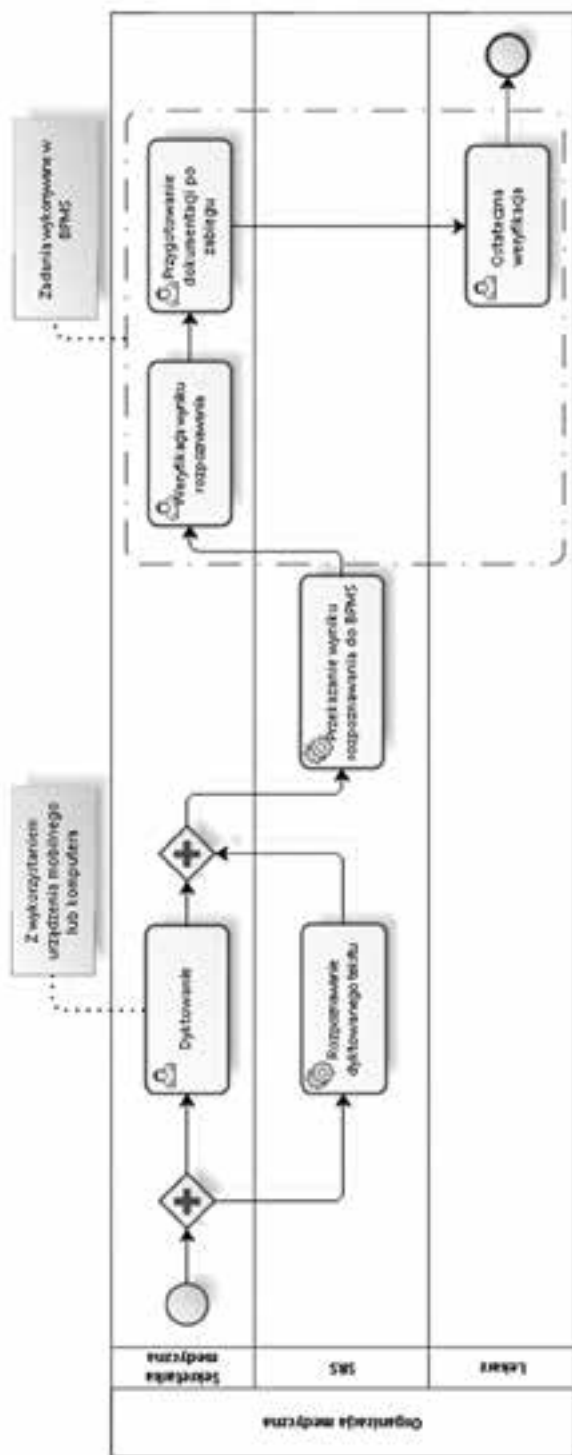 Z wykorzystaniem
urządzenia mobilnego
lub komputera
Zadania wykonywane w
BPMS
Organizacja medyczna
Sekretarka
medyczna
Dyktowanie
Weryfikacja wyniku
rozpoznawania
Przygotowanie
dokumentacji po
zabiegu
SRS
Rozpoznawanie
dyktowanego tekstu
Przekazanie wyniku
rozpoznawania do BPMS
Lekarz
Ostateczna
weryfikacja